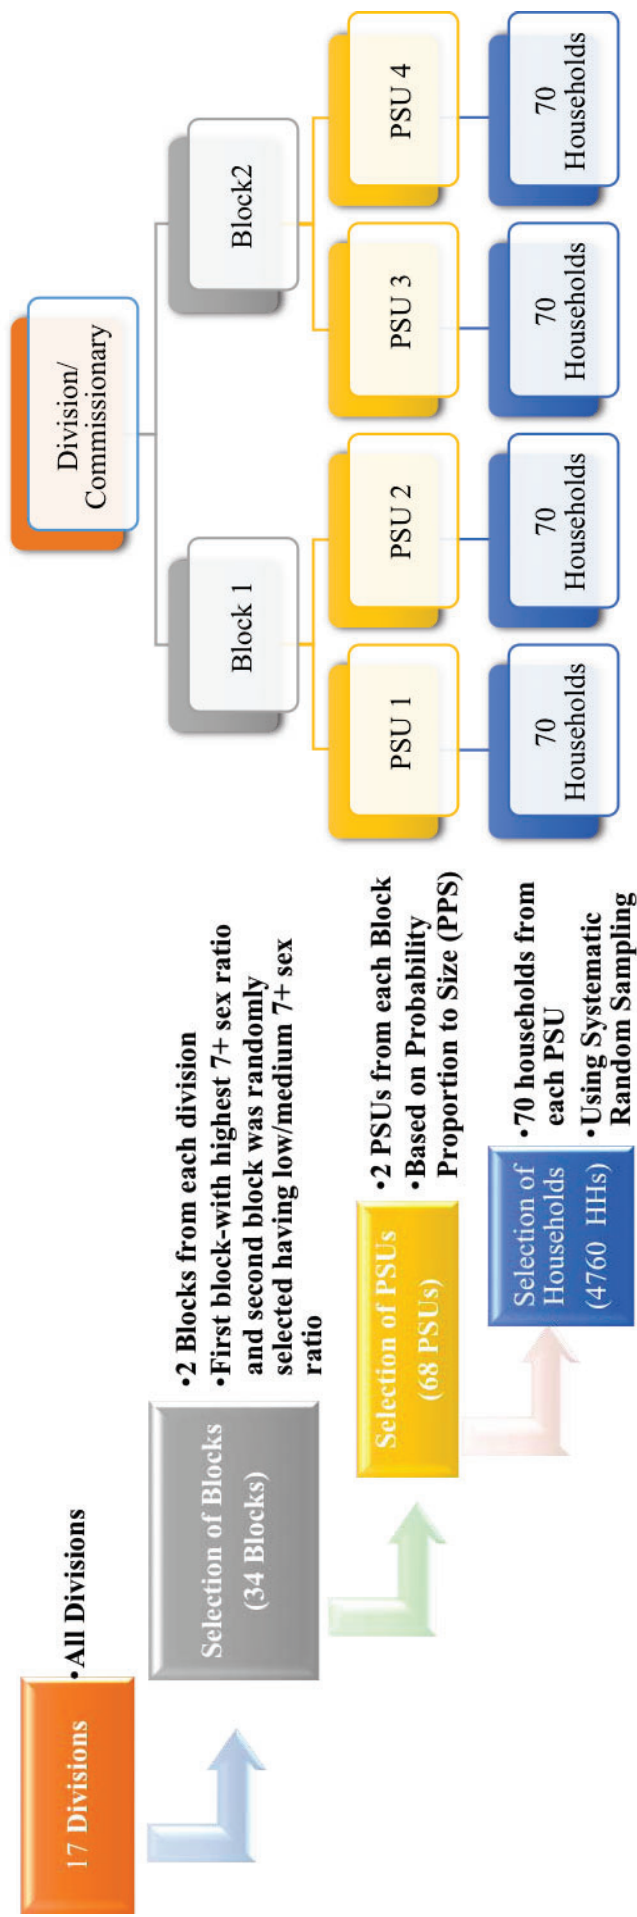 17 Divisions
•All Divisions
Selection of Blocks
(34 Blocks)
•2 Blocks from each division
•First block-with highest 7+ sex ratio
and second block was randomly
selected having low/medium 7+ sex
ratio
Selection of PSUs
(68 PSUs)
•2 PSUs from each Block
•Based on Probability
Proportion to Size (PPS)
Selection of
Households
(4760 HHs)
•70 households from
each PSU
•Using Systematic
Random Sampling
Division/
Commissionary
Block 1
Block2
PSU 1
PSU 2
PSU 3
PSU 4
70
Households
70
Households
70
Households
70
Households